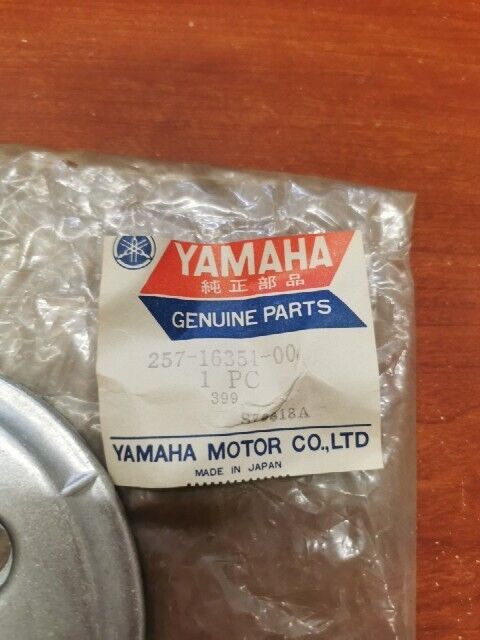 YAMAHA
純正部品
GENUINE PARTS
257-16351-00
1 PC
399
YAMAHA MOTOR CO.,LTD
MADE IN JAPAN